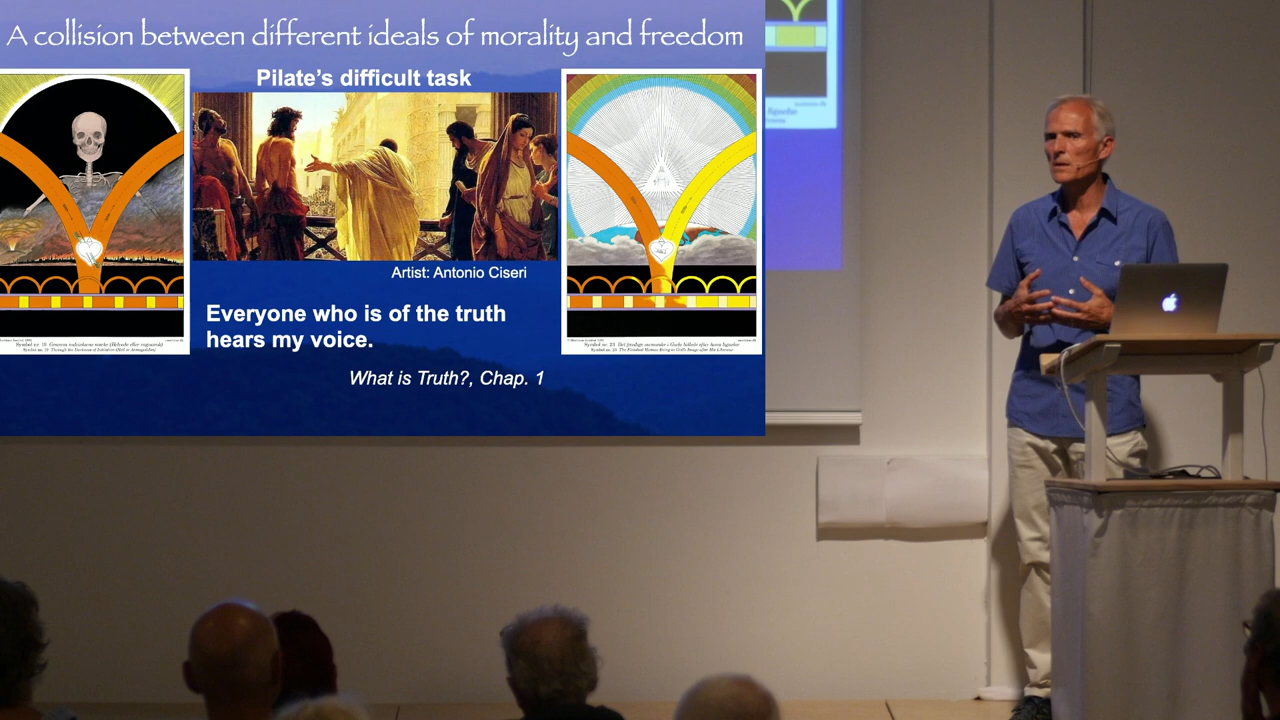 A collision between different ideals of morality and freedom
Pilate's difficult task
Artist: Antonio Ciseri
Everyone who is of the truth
hears my voice.
What is Truth?, Chap. 1